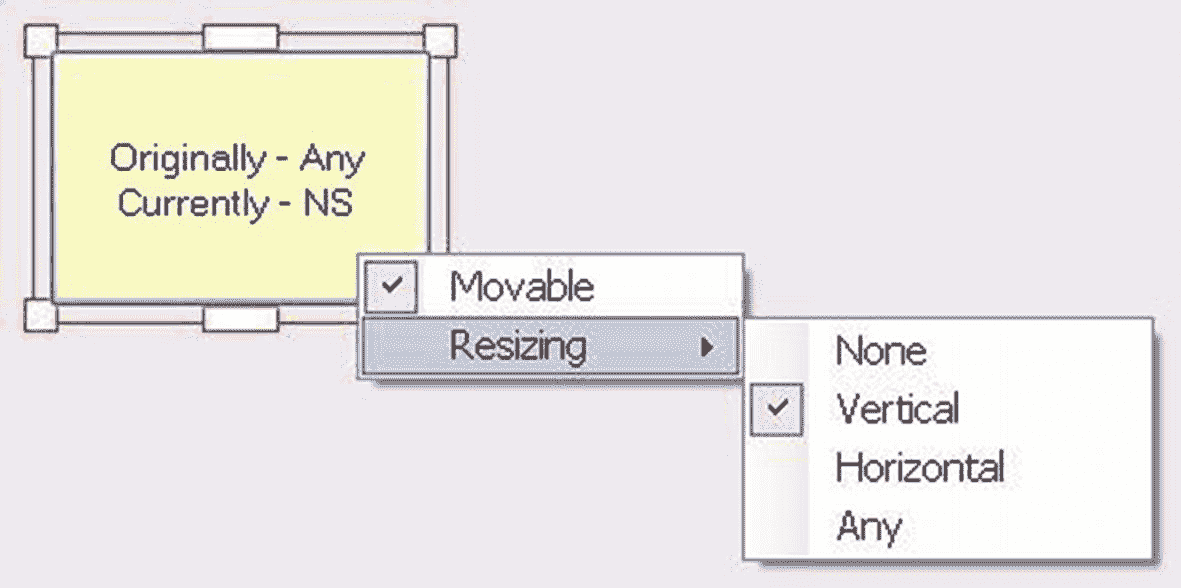 Originally - Any
Currently - NS
Movable
Resizing
None
Vertical
Horizontal
Any